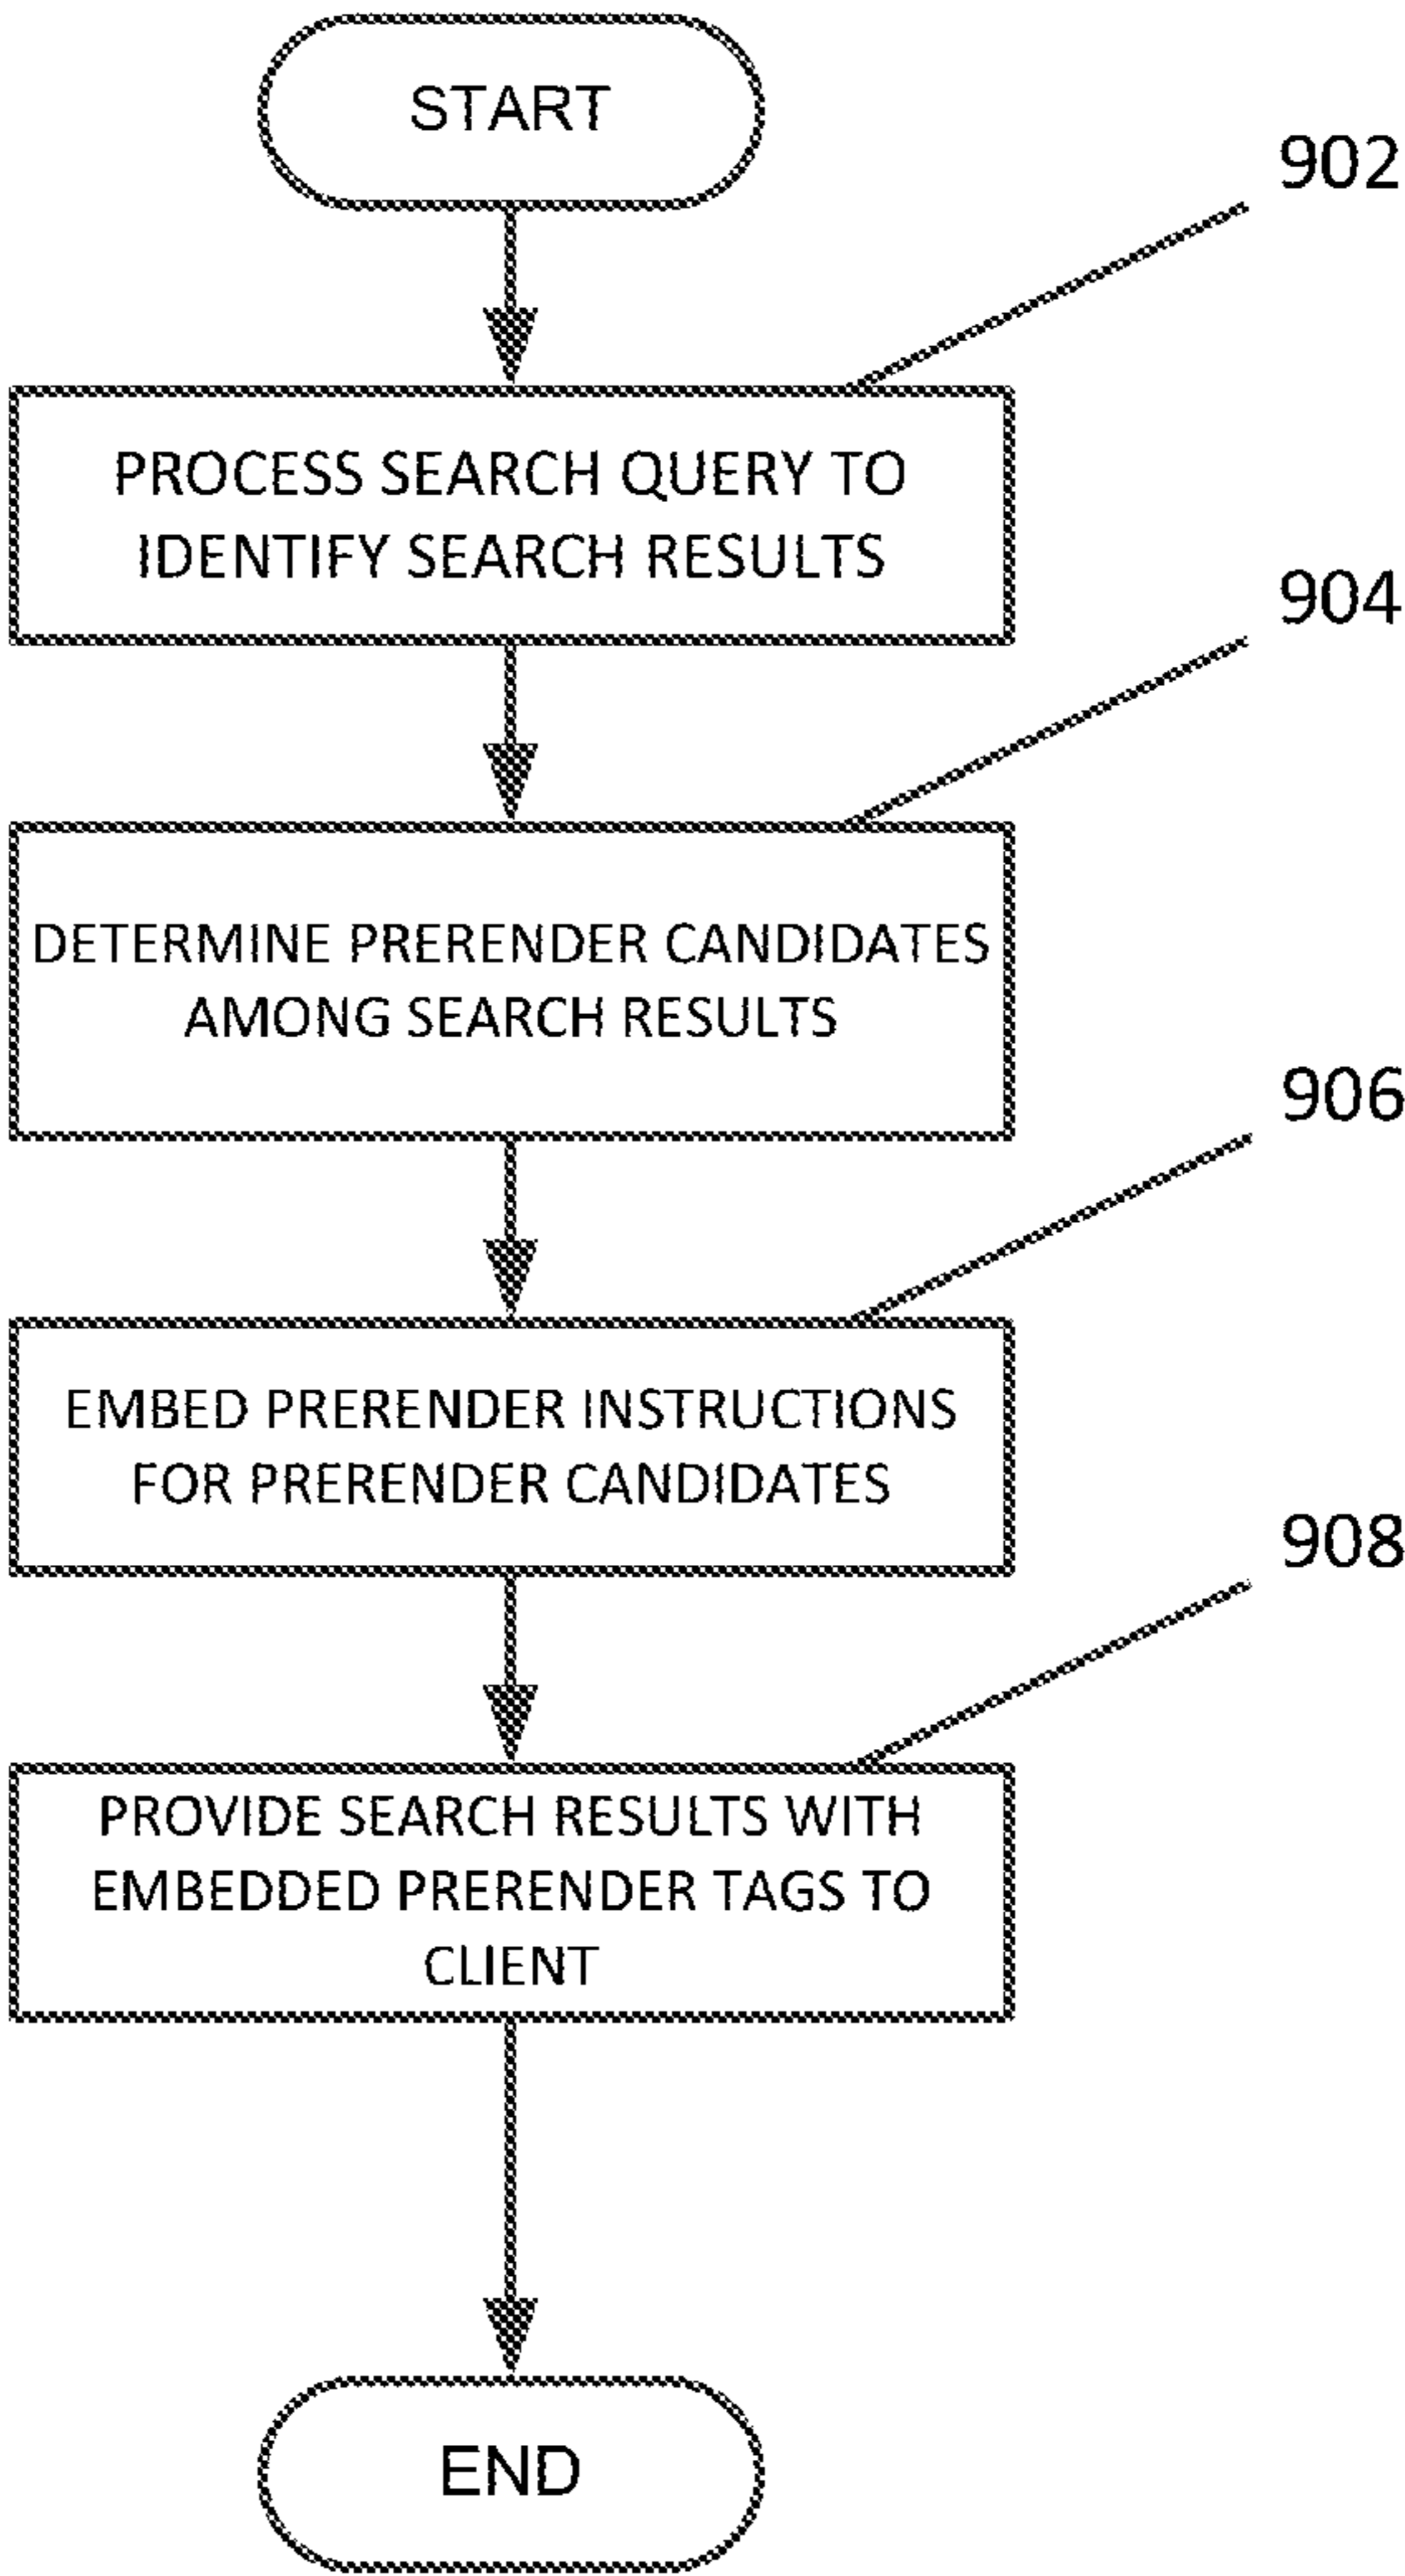 START
902
PROCESS SEARCH QUERY TO
IDENTIFY SEARCH RESULTS
904
DETERMINE PRERENDER CANDIDATES
AMONG SEARCH RESULTS
906
EMBED PRERENDER INSTRUCTIONS
FOR PRERENDER CANDIDATES
908
PROVIDE SEARCH RESULTS WITH
EMBEDDED PRERENDER TAGS TO
CLIENT
END